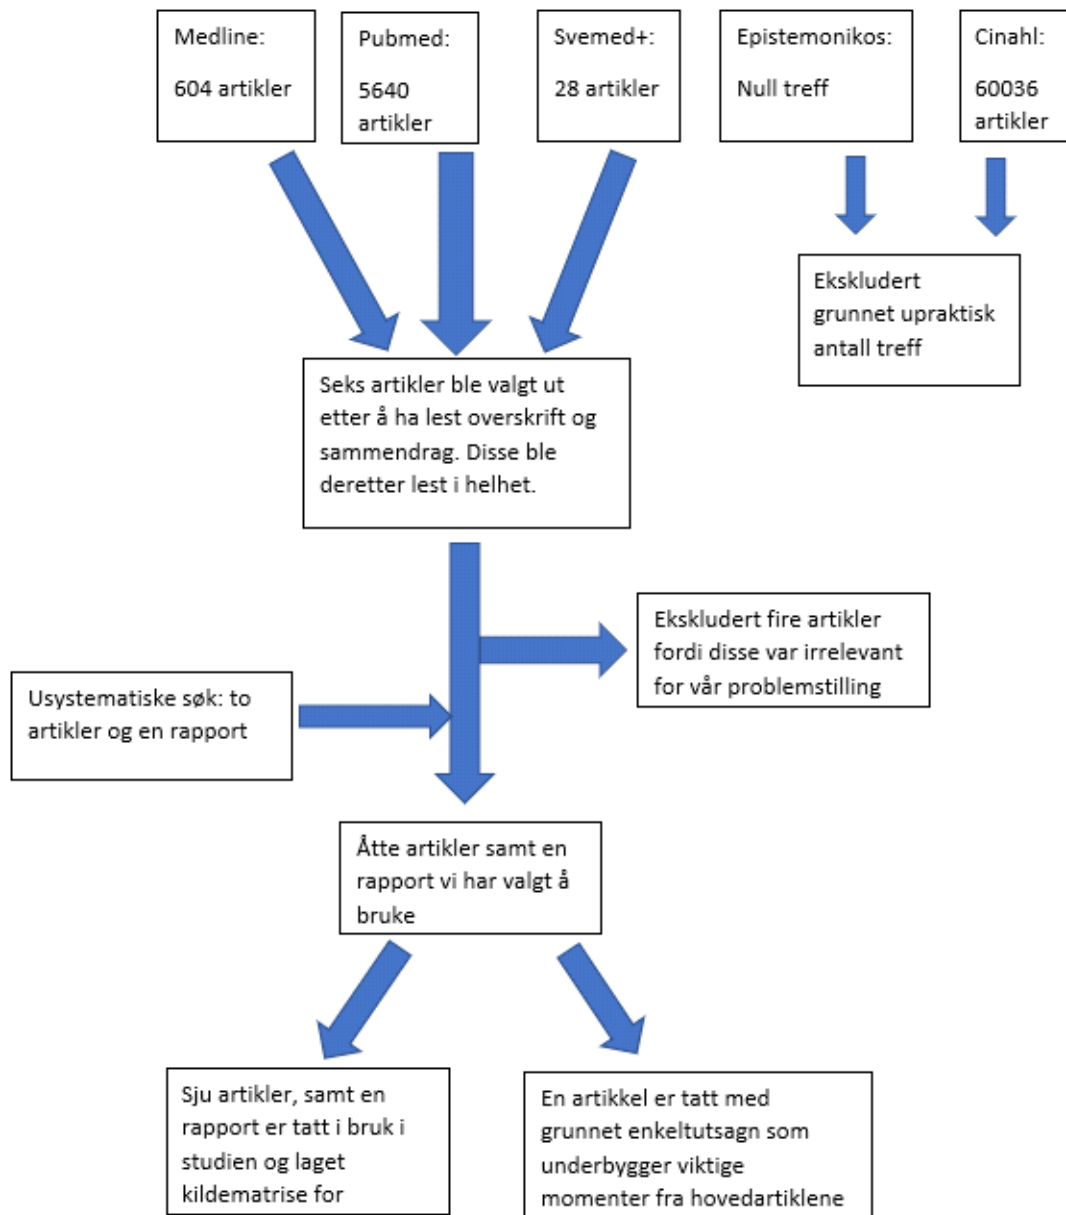 Medline:
604 artikler
Pubmed:
5640
artikler
Svemed+:
28 artikler
Epistemonikos:
Null treff
Cinahl:
60036
artikler
Ekskludert
grunnet upraktisk
antall treff
Seks artikler ble valgt ut
etter å ha lest overskrift og
sammendrag. Disse ble
deretter lest i helhet.
Ekskludert fire artikler
fordi disse var irrelevant
for vår problemstilling
Usystematiske søk: to
artikler og en rapport
Åtte artikler samt en
rapport vi har valgt å
bruke
Sju artikler, samt en
rapport er tatt i bruk i
studien og laget
kildematrise for
En artikkel er tatt med
grunnet enkeltutsagn som
underbygger viktige
momenter fra hovedartiklene